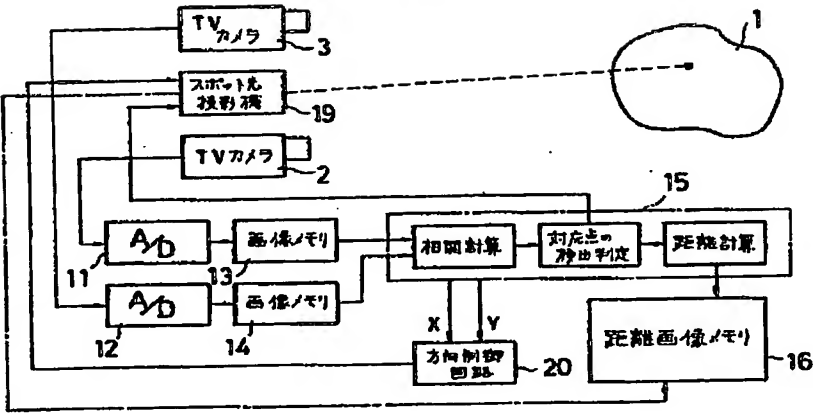 TV
カメラ
3
1
スポット光
投影機
19
TVカメラ
2
15
A/D
11
画像メモリ
13
相関計算
対応点の
検出判定
距離計算
A/D
12
画像メモリ
14
X
Y
方向制御
回路
20
距離画像メモリ
16